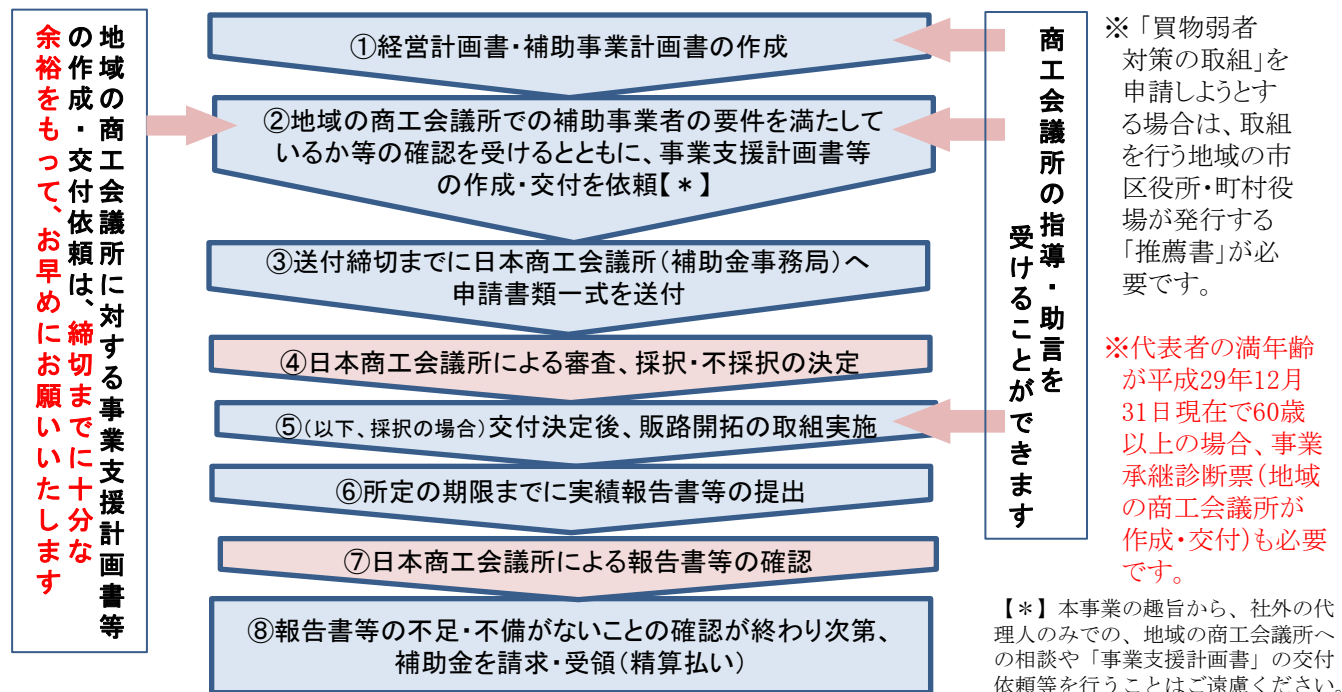 地域の商工会議所に対する事業支援計画書等
の作成・交付依頼は、締切までに十分な
余裕をもって、お早めにお願いいたします
①経営計画書・補助事業計画書の作成
②地域の商工会議所での補助事業者の要件を満たして
いるか等の確認を受けるとともに、事業支援計画書等
の作成・交付を依頼【＊】
③送付締切までに日本商工会議所（補助金事務局）へ
申請書類一式を送付
④日本商工会議所による審査、採択・不採択の決定
⑤（以下、採択の場合）交付決定後、販路開拓の取組実施
⑥所定の期限までに実績報告書等の提出
⑦日本商工会議所による報告書等の確認
⑧報告書等の不足・不備がないことの確認が終わり次第、
補助金を請求・受領（精算払い）
商工会議所の指導・助言を
受けることができます
※「買物弱者
対策の取組」を
申請しようとす
る場合は、取組
を行う地域の市
区役所・町村役
場が発行する
「推薦書」が必
要です。
※代表者の満年齢
が平成29年12月
31日現在で60歳
以上の場合、事業
承継診断票（地域
の商工会議所が
作成・交付）も必要
です。
【＊】本事業の趣旨から、社外の代
理人のみでの、地域の商工会議所へ
の相談や「事業支援計画書」の交付
依頼等を行うことはご遠慮ください。